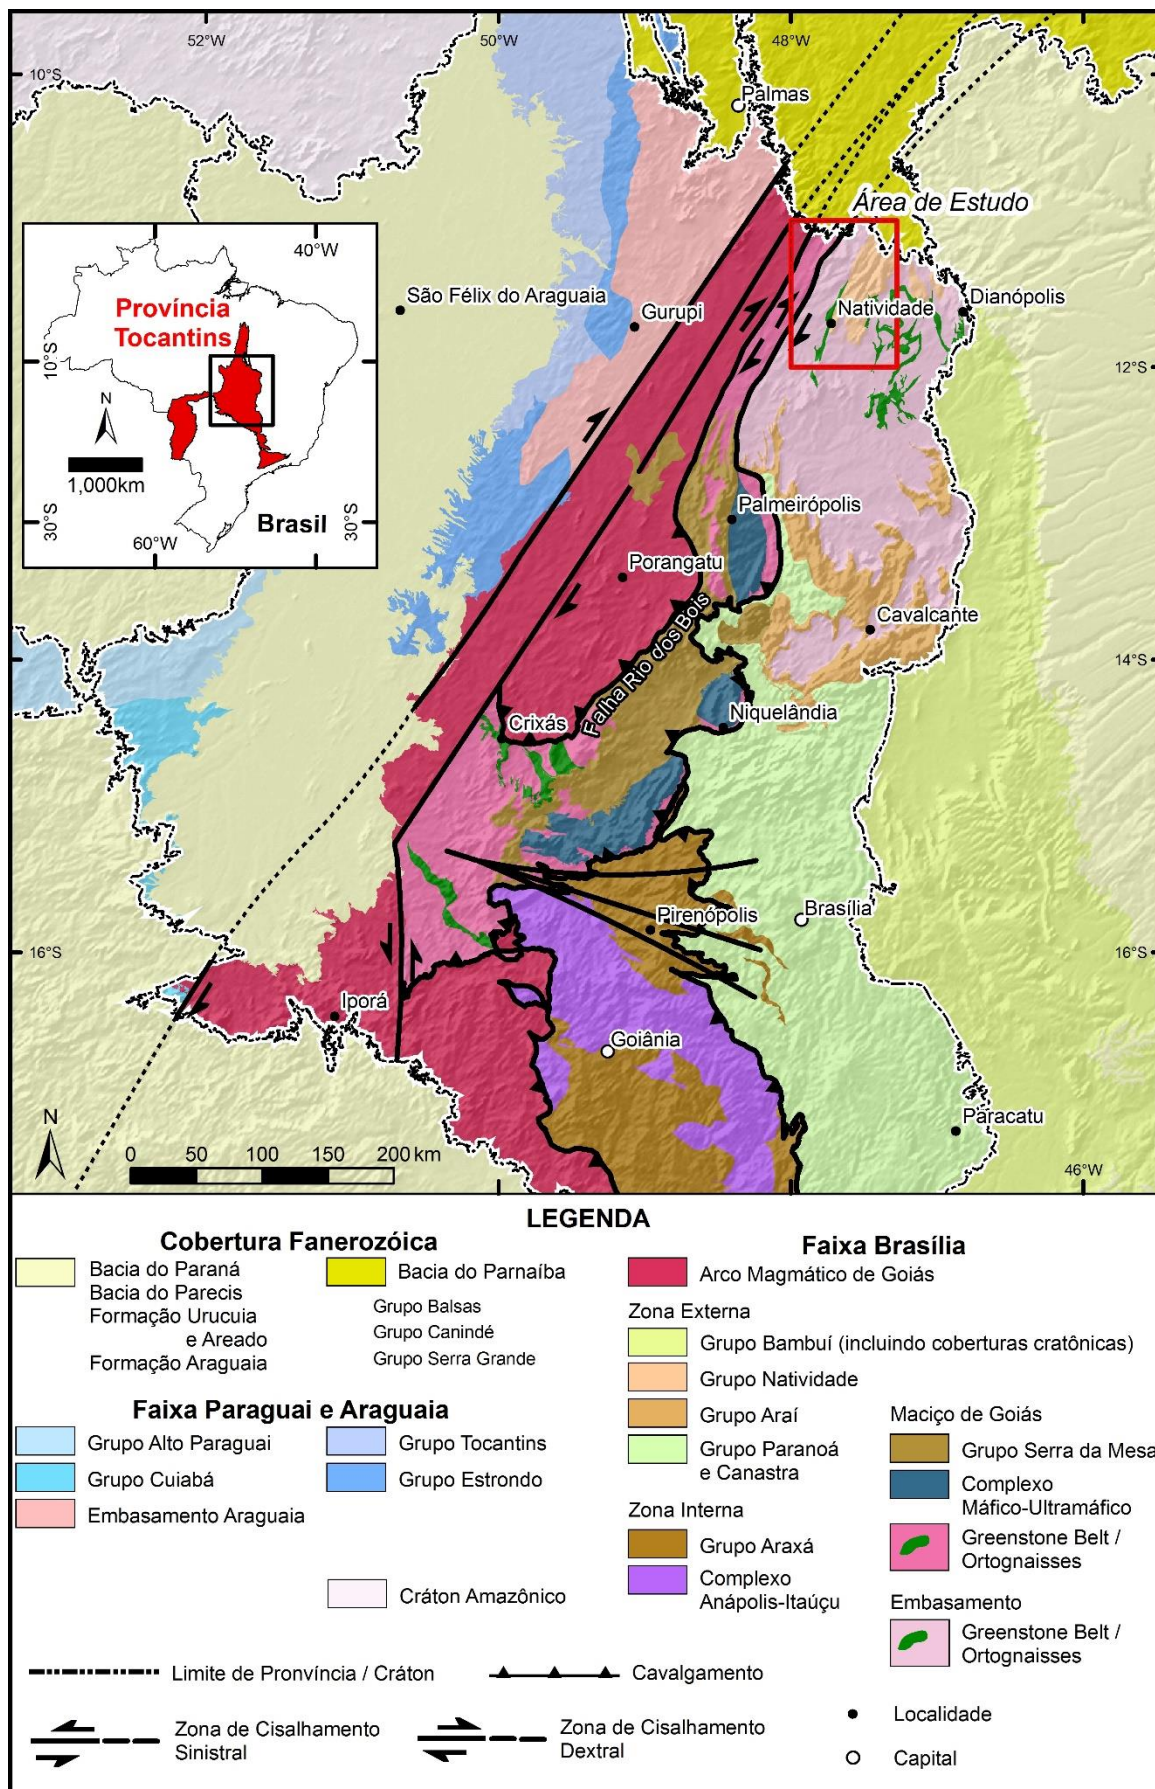 52°W
50°W
48°W
10°S
Palmas
Área de Estudo
40°W
Província
Tocantins
10°S
N
1,000km
30°S
Brasil
30°S
60°W
São Félix do Araguaia
Gurupi
Natividade
Dianópolis
12°S
Palmeirópolis
Porangatu
Falha Rio dos Bois
Cavalcante
14°S
Crixás
Niquelândia
Pirenópolis
Brasília
16°S
16°S
Iporá
Goiânia
N
0 50 100 150 200 km
Paracatu
46°W
LEGENDA
Cobertura Fanerozóica
Bacia do Paraná
Bacia do Parecis
Formação Urucuia
e Areado
Formação Araguaia
Bacia do Parnaíba
Grupo Balsas
Grupo Canindé
Grupo Serra Grande
Faixa Paraguai e Araguaia
Grupo Alto Paraguai
Grupo Cuiabá
Embasamento Araguaia
Grupo Tocantins
Grupo Estrondo
Cráton Amazônico
Faixa Brasília
Arco Magmático de Goiás
Zona Externa
Grupo Bambuí (incluindo coberturas cratônicas)
Grupo Natividade
Grupo Araí
Grupo Paranoá
e Canastra
Zona Interna
Grupo Araxá
Complexo
Anápolis-Itaúçu
Maciço de Goiás
Grupo Serra da Mesa
Complexo
Máfico-Ultramáfico
Greenstone Belt /
Ortognaisses
Embasamento
Greenstone Belt /
Ortognaisses
Limite de Pronvíncia / Cráton
Cavalgamento
Zona de Cisalhamento
Sinistral
Zona de Cisalhamento
Dextral
Localidade
Capital